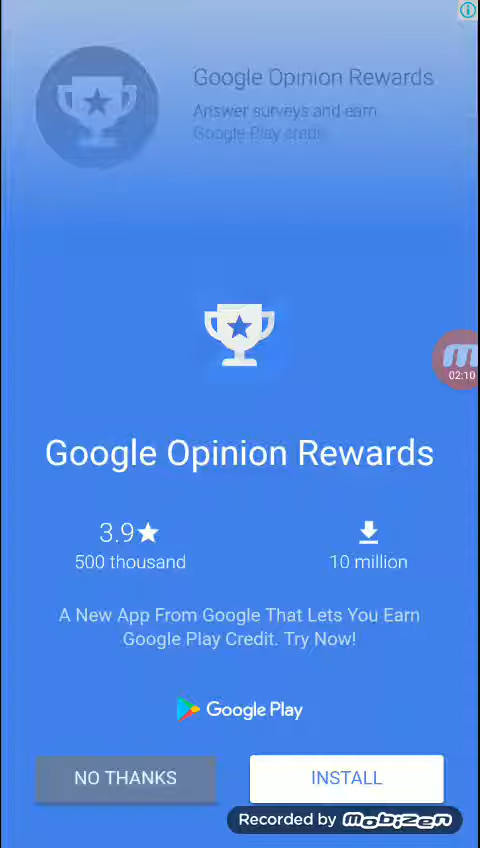 Google Opinion Rewards
Answer surveys and earn
Google Play credit.
02:10
Google Opinion Rewards
3.9★
500 thousand
10 million
A New App From Google That Lets You Earn
Google Play Credit. Try Now!
Google Play
NO THANKS
INSTALL
Recorded by mobizen